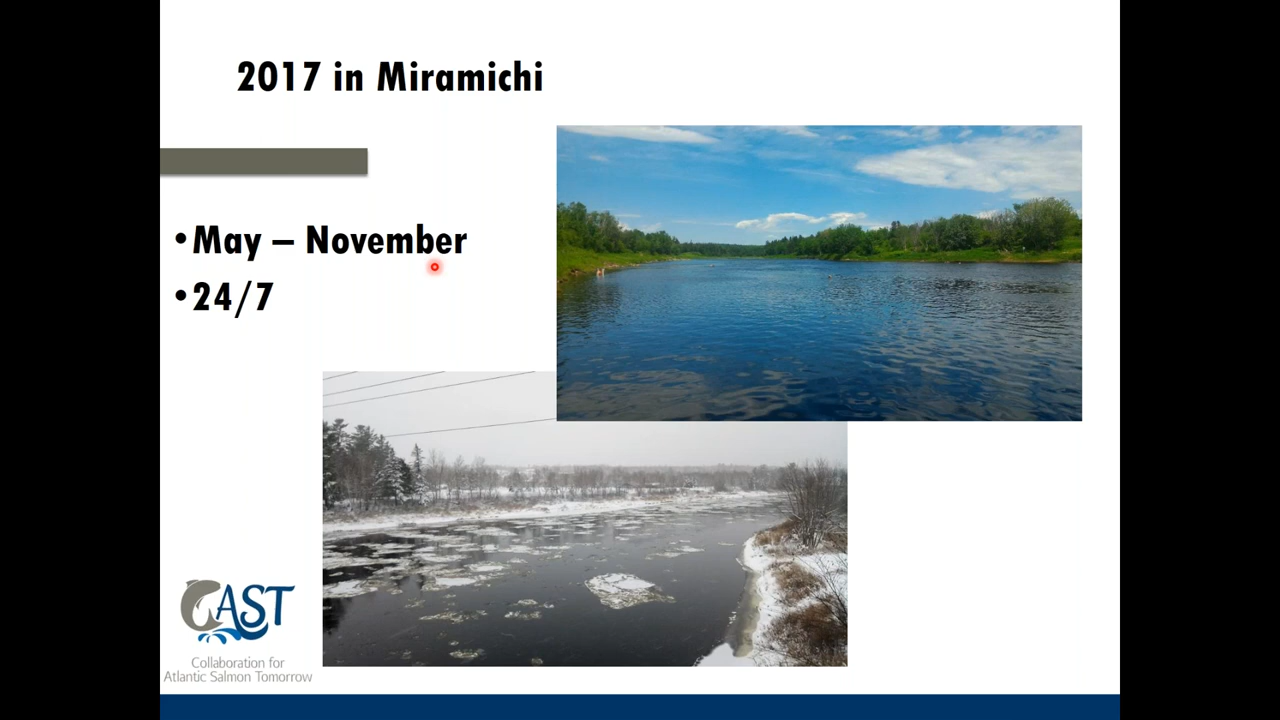 2017 in Miramichi
•May – November
•24/7
CAST
Collaboration for
Atlantic Salmon Tomorrow